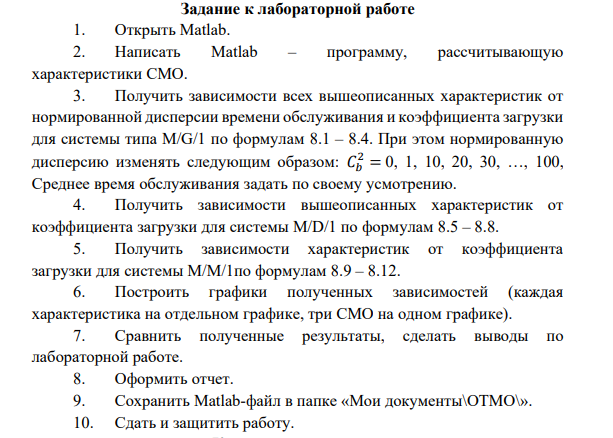 Задание к лабораторной работе
1. Открыть Matlab.
2. Написать Matlab – программу, рассчитывающую
характеристики СМО.
3. Получить зависимости всех вышеописанных характеристик от
нормированной дисперсии времени обслуживания и коэффициента загрузки
для системы типа M/G/1 по формулам 8.1 – 8.4. При этом нормированную
дисперсию изменять следующим образом: C_b^2 = 0, 1, 10, 20, 30, …, 100,
Среднее время обслуживания задать по своему усмотрению.
4. Получить зависимости вышеописанных характеристик от
коэффициента загрузки для системы M/D/1 по формулам 8.5 – 8.8.
5. Получить зависимости характеристик от коэффициента
загрузки для системы M/M/1по формулам 8.9 – 8.12.
6. Построить графики полученных зависимостей (каждая
характеристика на отдельном графике, три СМО на одном графике).
7. Сравнить полученные результаты, сделать выводы по
лабораторной работе.
8. Оформить отчет.
9. Сохранить Matlab-файл в папке «Мои документы\ОТМО\».
10. Сдать и защитить работу.